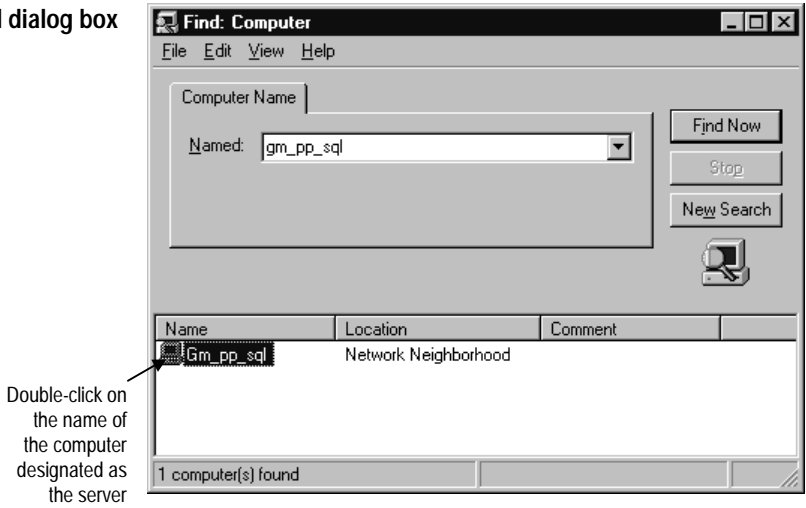 dialog box
Find: Computer
File Edit View Help
Computer Name
Named: gm_pp_sql
Find Now
Stop
New Search
Name Location Comment
Gm_pp_sql Network Neighborhood
1 computer(s) found
Double-click on
the name of
the computer
designated as
the server